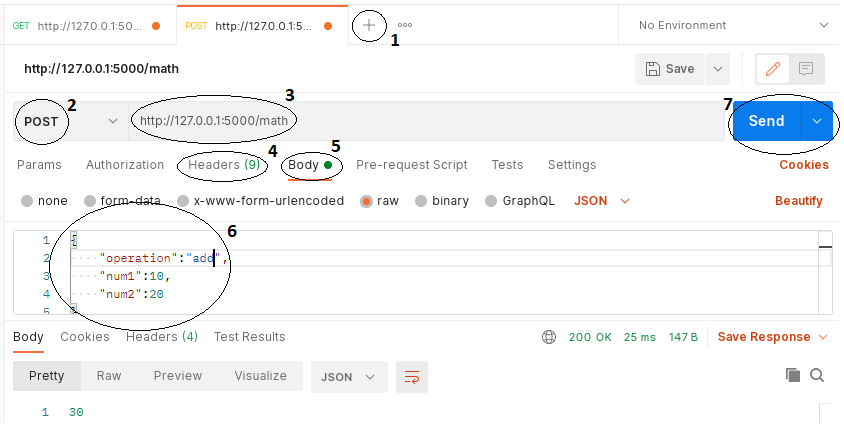 GET http://127.0.0.1:50... POST http://127.0.0.1:5... + ooo No Environment
1
http://127.0.0.1:5000/math Save
2 3 7
POST http://127.0.0.1:5000/math Send
4 5
Params Authorization Headers (9) Body Pre-request Script Tests Settings Cookies
none form-data x-www-form-urlencoded raw binary GraphQL JSON Beautify
6
1 {
2 "operation":"add",
3 "num1":10,
4 "num2":20
5 }
Body Cookies Headers (4) Test Results 200 OK 25 ms 147 B Save Response
Pretty Raw Preview Visualize JSON
1 30